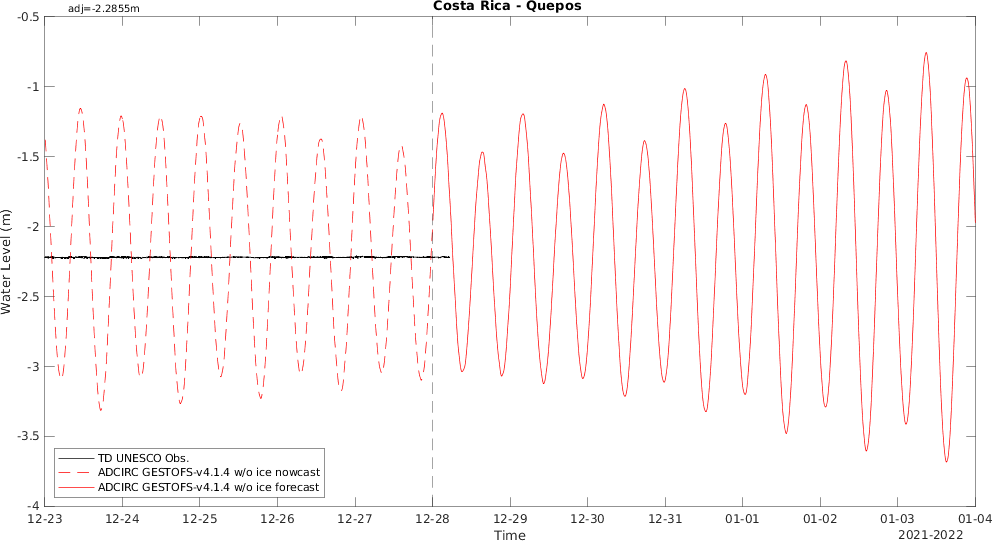 adj=-2.2855m
Costa Rica - Quepos
-0.5
-1
-1.5
-2
-2.5
-3
-3.5
-4
Water Level (m)
TD UNESCO Obs.
ADCIRC GESTOFS-v4.1.4 w/o ice nowcast
ADCIRC GESTOFS-v4.1.4 w/o ice forecast
12-23 12-24 12-25 12-26 12-27 12-28 12-29 12-30 12-31 01-01 01-02 01-03 01-04
Time
2021-2022